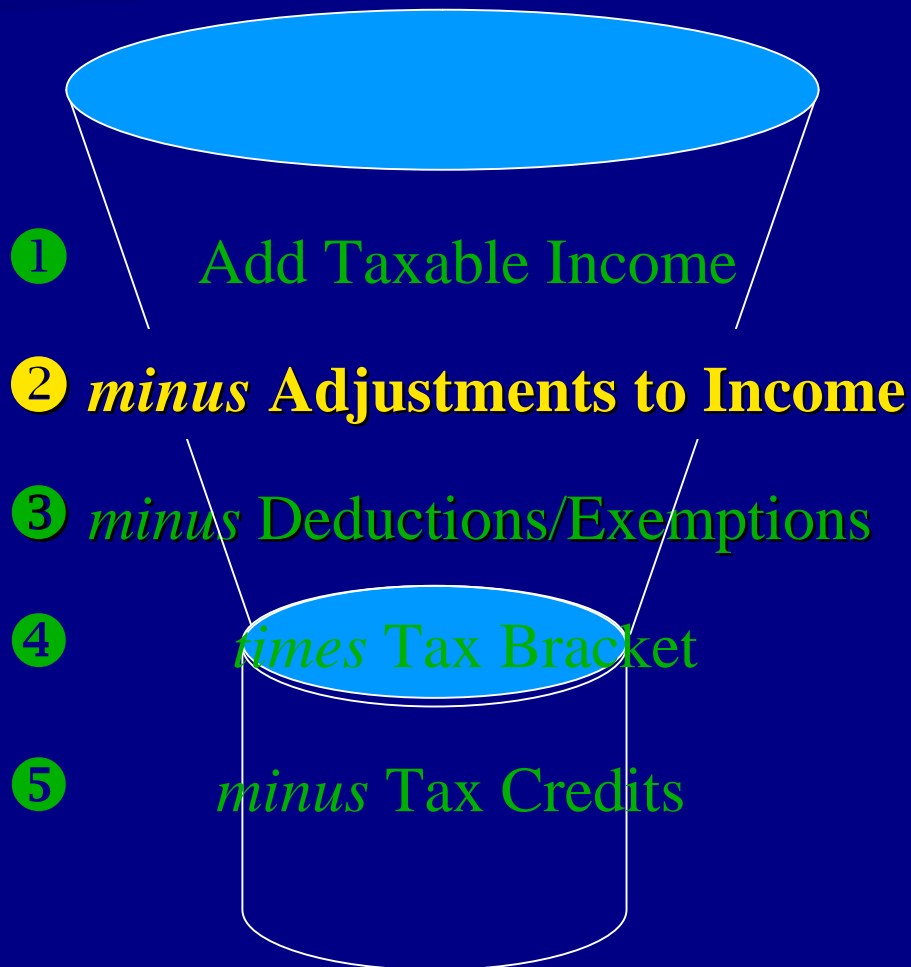 ❶ Add Taxable Income
❷ minus Adjustments to Income
❸ minus Deductions/Exemptions
❹ times Tax Bracket
❺ minus Tax Credits